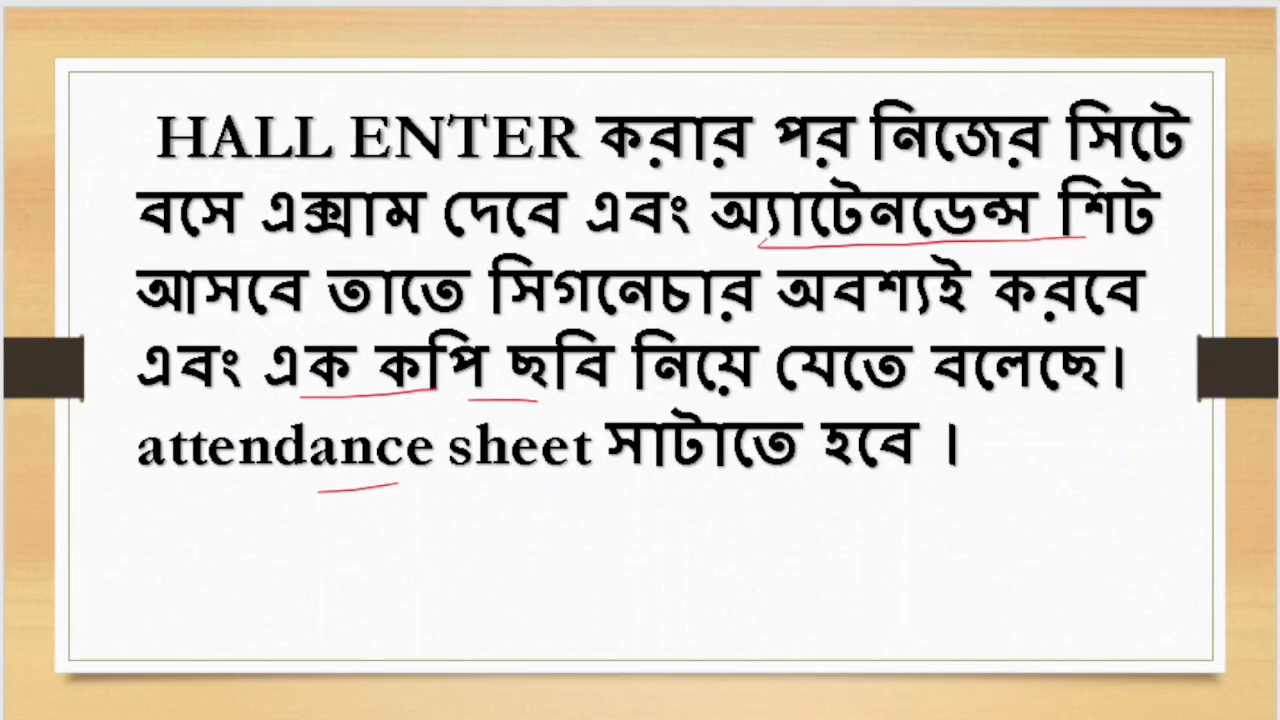 HALL ENTER করার পর নিজের সিটে
বসে এক্সাম দেবে এবং অ্যাটেনডেন্স শিট
আসবে তাতে সিগনেচার অবশ্যই করবে
এবং এক কপি ছবি নিয়ে যেতে বলেছে।
attendance sheet সাটাতে হবে ।